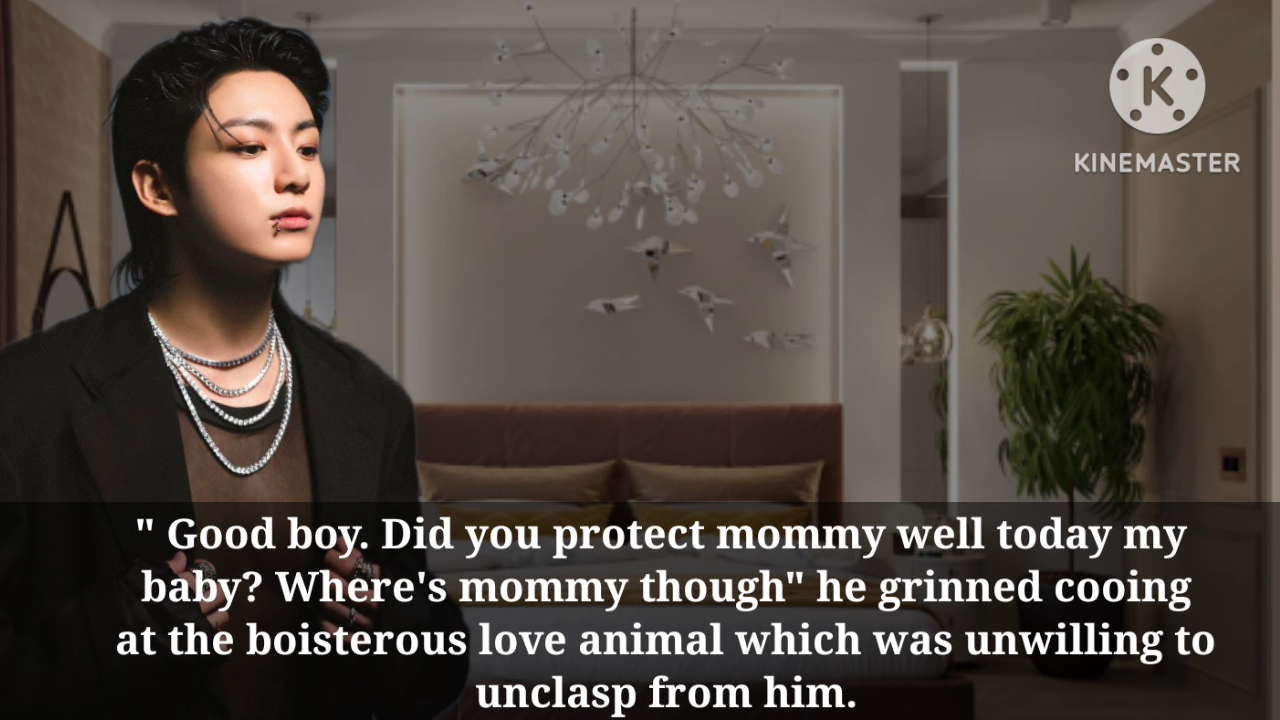 K
KINEMASTER
" Good boy. Did you protect mommy well today my
baby? Where's mommy though" he grinned cooing
at the boisterous love animal which was unwilling to
unclasp from him.